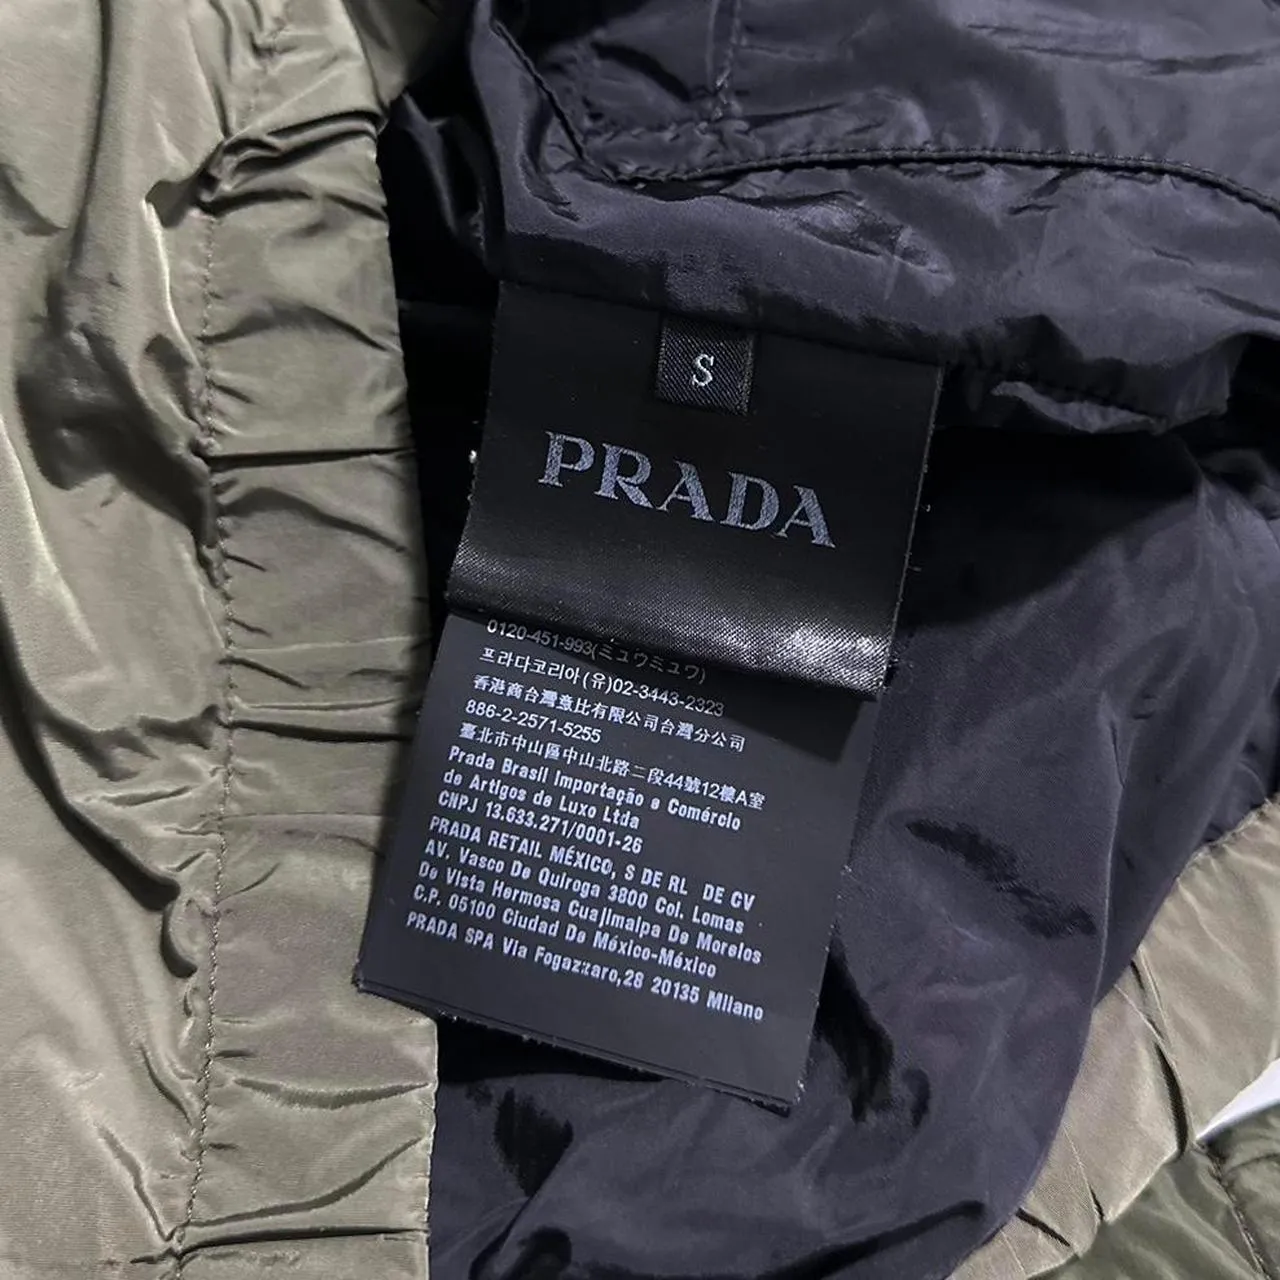 S
PRADA
0120-451-993(ミュウミュウ)
프라다코리아(유)02-3443-2323
香港商台灣意比有限公司台灣分公司
886-2-2571-5255
臺北市中山區中山北路二段44號12樓A室
Prada Brasil Importação e Comércio
de Artigos de Luxo Ltda
CNPJ 13.633.271/0001-26
PRADA RETAIL MÉXICO, S DE RL DE CV
AV. Vasco De Quiroga 3800 Col. Lomas
De Vista Hermosa Cuajimalpa De Morelos
C.P. 05100 Ciudad De México-México
PRADA SPA Via Fogazzaro,28 20135 Milano